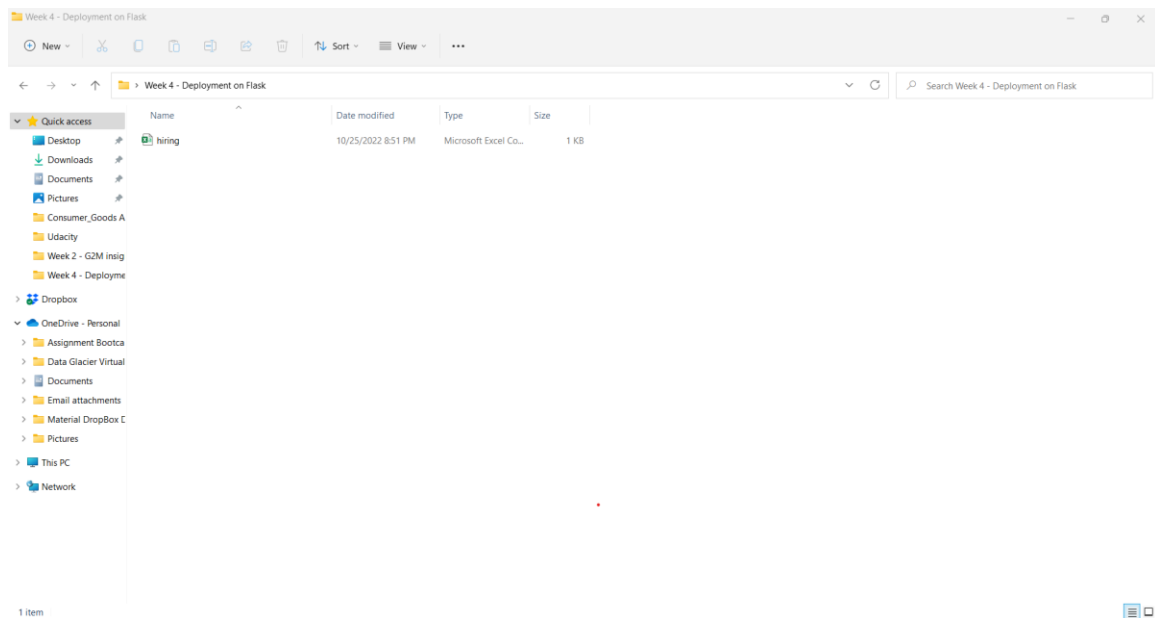 Week 4 - Deployment on Flask
New
Sort
View
Week 4 - Deployment on Flask
Search Week 4 - Deployment on Flask
Name Date modified Type Size
Quick access
hiring 10/25/2022 8:51 PM Microsoft Excel Co... 1 KB
Desktop
Downloads
Documents
Pictures
Consumer_Goods A
Udacity
Week 2 - G2M insig
Week 4 - Deployme
Dropbox
OneDrive - Personal
Assignment Bootca
Data Glacier Virtual
Documents
Email attachments
Material DropBox D
Pictures
This PC
Network
1 item